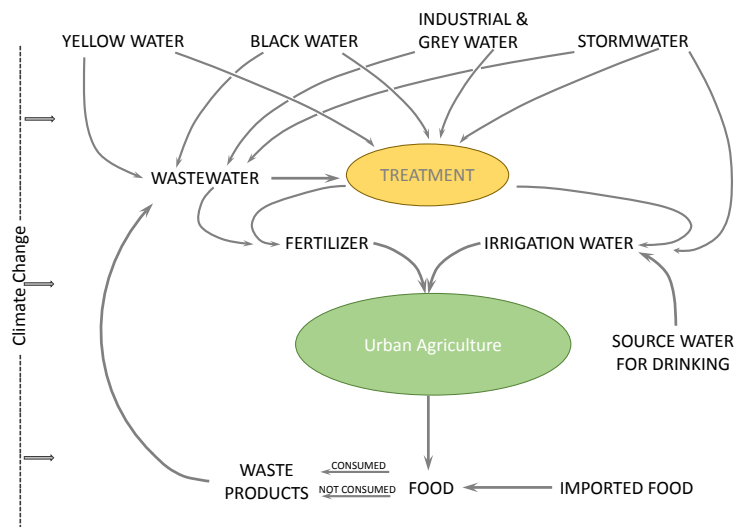 YELLOW WATER
BLACK WATER
INDUSTRIAL &
GREY WATER
STORMWATER
WASTEWATER
TREATMENT
FERTILIZER
IRRIGATION WATER
Climate Change
Urban Agriculture
SOURCE WATER
FOR DRINKING
WASTE
PRODUCTS
CONSUMED
NOT CONSUMED
FOOD
IMPORTED FOOD